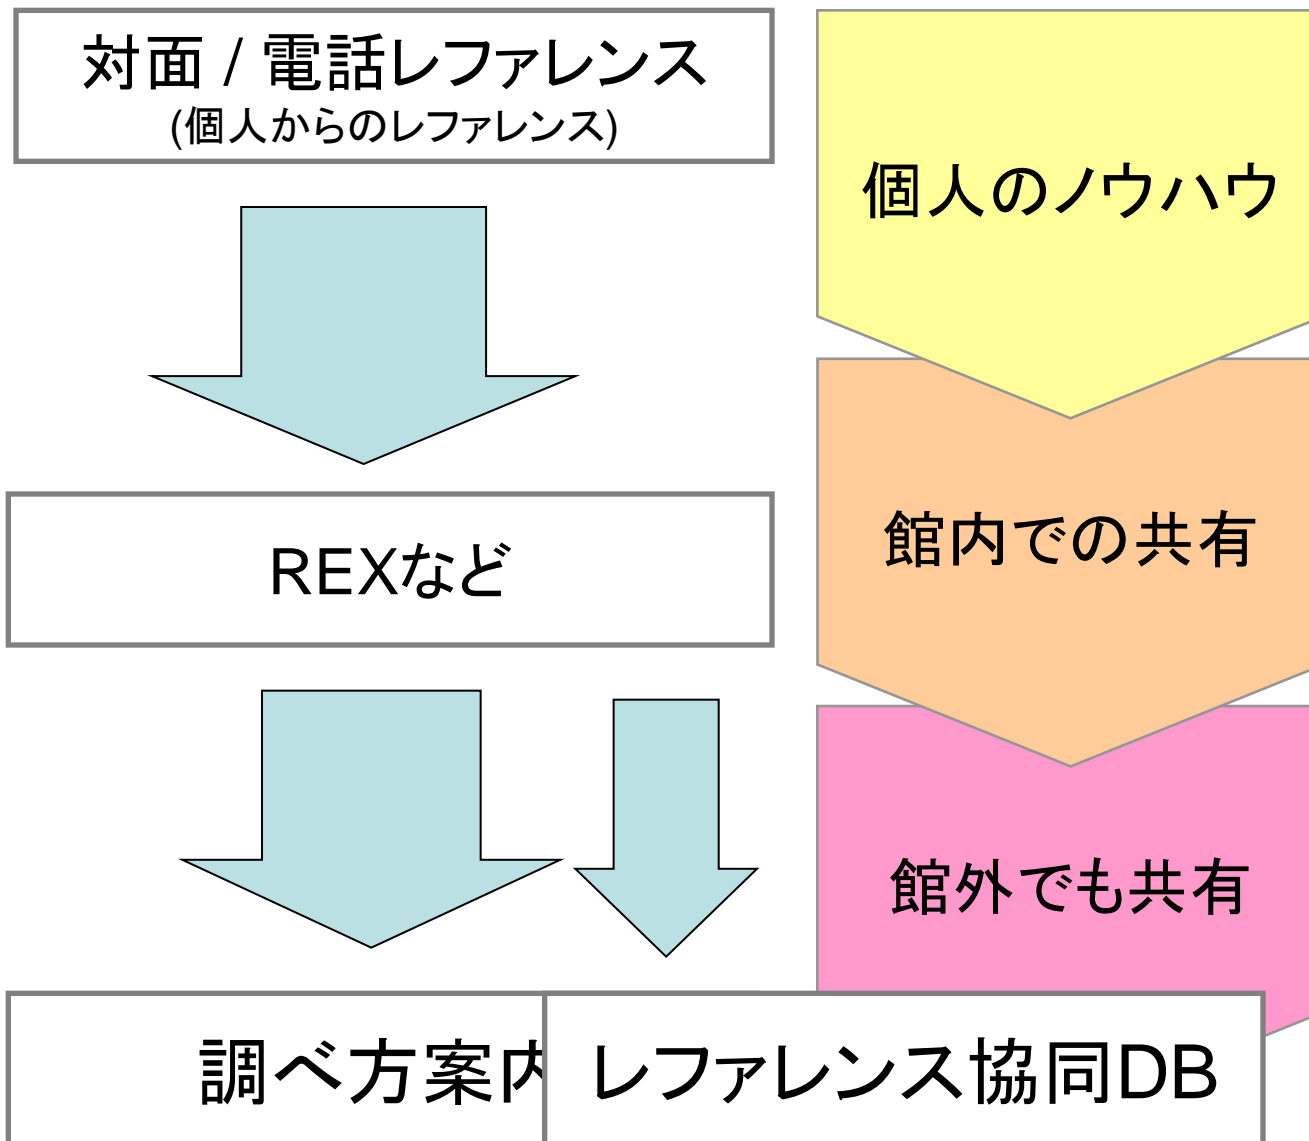 対面 / 電話レファレンス
(個人からのレファレンス)
個人のノウハウ
館内での共有
REXなど
館外でも共有
調べ方案
レファレンス協同DB